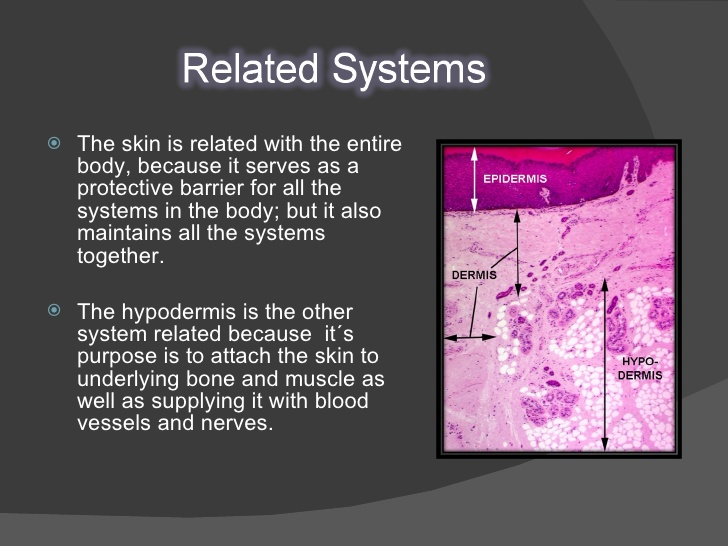 Related Systems
The skin is related with the entire
body, because it serves as a
protective barrier for all the
systems in the body; but it also
maintains all the systems
together.
The hypodermis is the other
system related because  it´s
purpose is to attach the skin to
underlying bone and muscle as
well as supplying it with blood
vessels and nerves.
EPIDERMIS
DERMIS
HYPO-
DERMIS